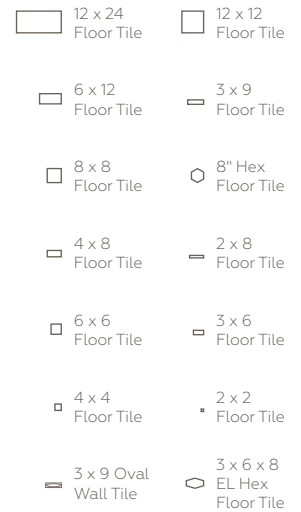 12 x 24
Floor Tile
12 x 12
Floor Tile
6 x 12
Floor Tile
3 x 9
Floor Tile
8 x 8
Floor Tile
8" Hex
Floor Tile
4 x 8
Floor Tile
2 x 8
Floor Tile
6 x 6
Floor Tile
3 x 6
Floor Tile
4 x 4
Floor Tile
2 x 2
Floor Tile
3 x 9 Oval
Wall Tile
3 x 6 x 8
EL Hex
Floor Tile